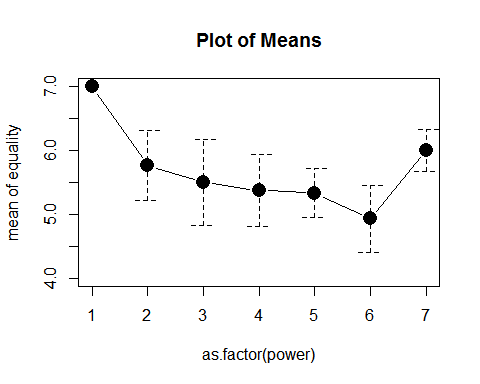 Plot of Means
mean of equality
7.0
6.0
5.0
4.0
1 2 3 4 5 6 7
as.factor(power)